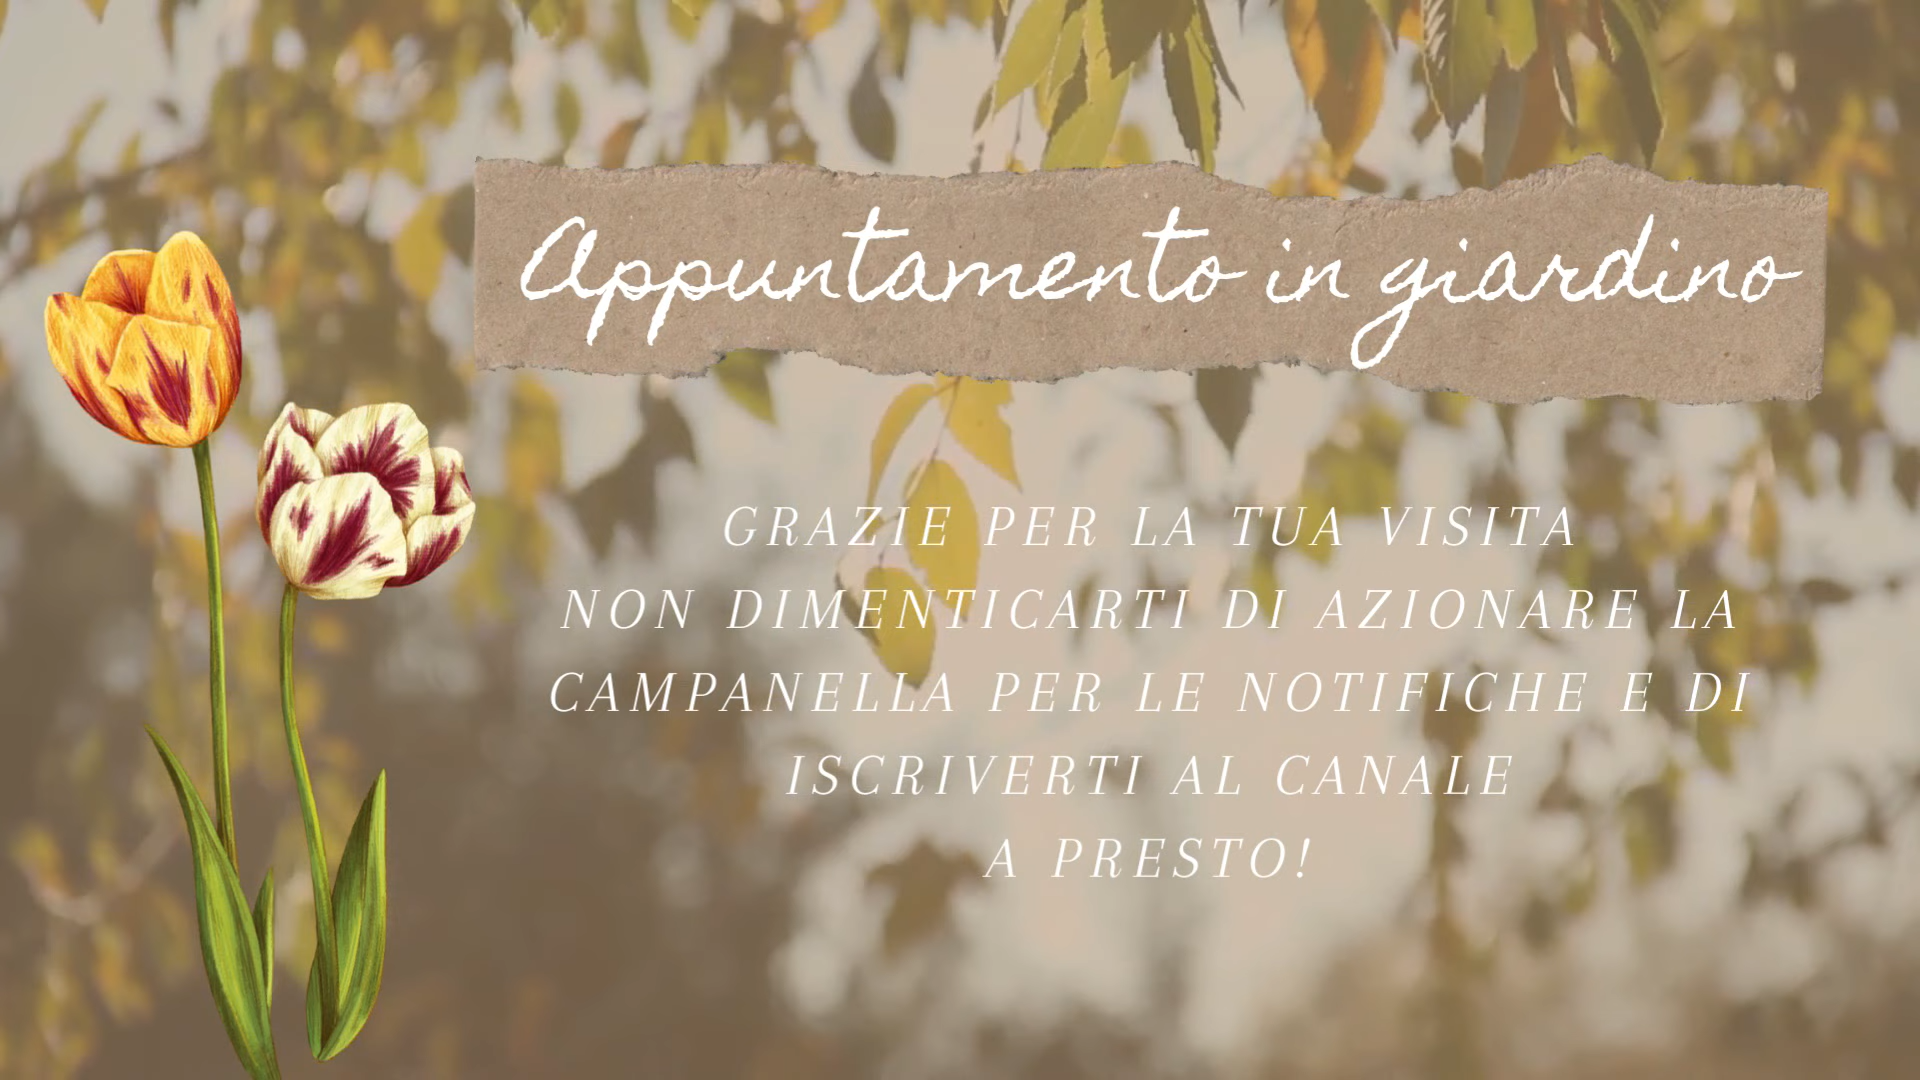 Appuntamento in giardino
GRAZIE PER LA TUA VISITA
NON DIMENTICARTI DI AZIONARE LA
CAMPANELLA PER LE NOTIFICHE E DI
ISCRIVERTI AL CANALE
A PRESTO!